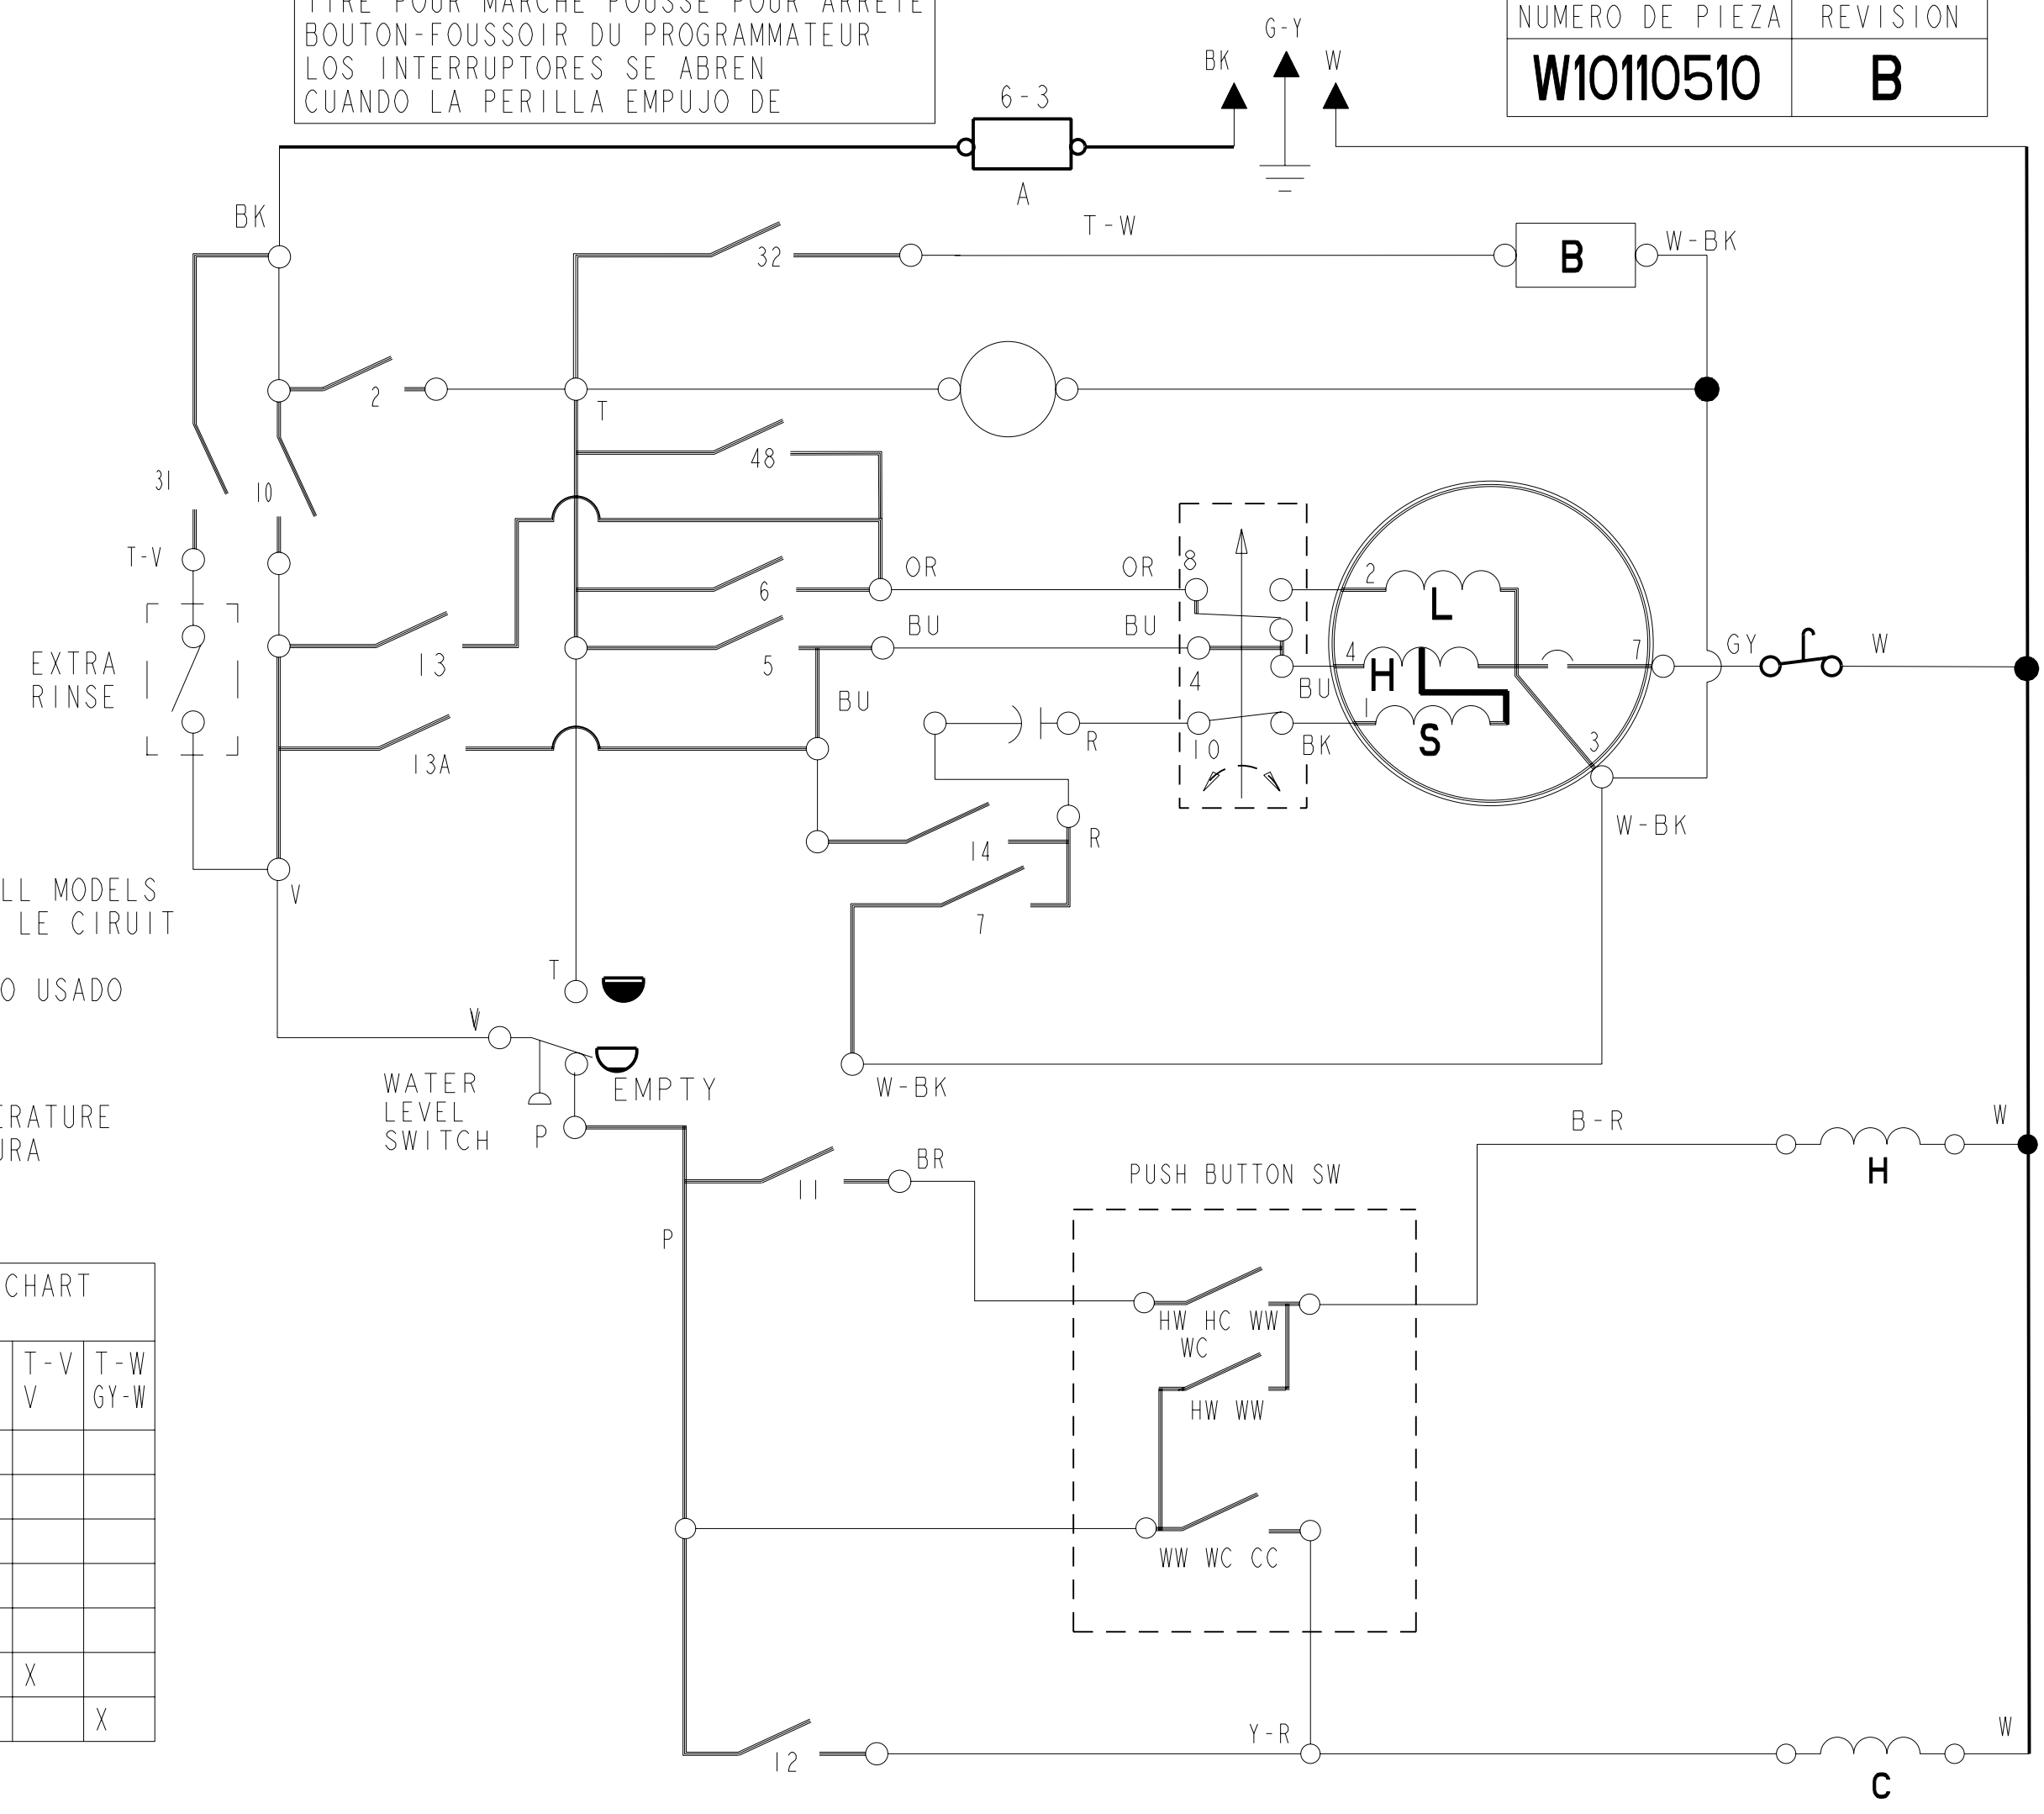 TIRE POUR MARCHE POUSSE POUR ARRETE
BOUTON-FOUSSOIR DU PROGRAMMATEUR
LOS INTERRUPTORES SE ABREN
CUANDO LA PERILLA EMPUJO DE
NUMERO DE PIEZA REVISION
W10110510 B
G-Y
BK W
6-3
A
BK
T-W
W-BK
32
B
2
T
48
31
10
T-V
OR OR 8
2
L
6
BU BU
13
EXTRA
RINSE
5
4
4
H
7
GY W
BU
BU
1
S
R
10
BK
3
13A
W-BK
14
R
V
7
LL MODELS
LE CIRUIT
O USADO
T
V
WATER
LEVEL
SWITCH
EMPTY
P
W-BK
ERATURE
URA
B-R
W
H
11
BR
PUSH BUTTON SW
P
CHART
T-V T-W
V GY-W
HW HC WW
WC
HW WW
WW WC CC
X
X
12
Y-R
W
C